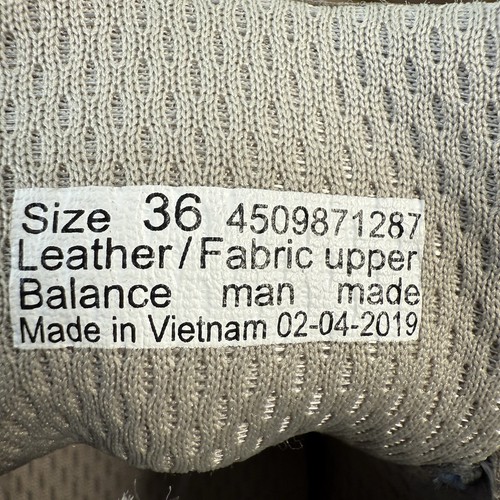 Size 36 4509871287
Leather/Fabric upper
Balance man made
Made in Vietnam 02-04-2019